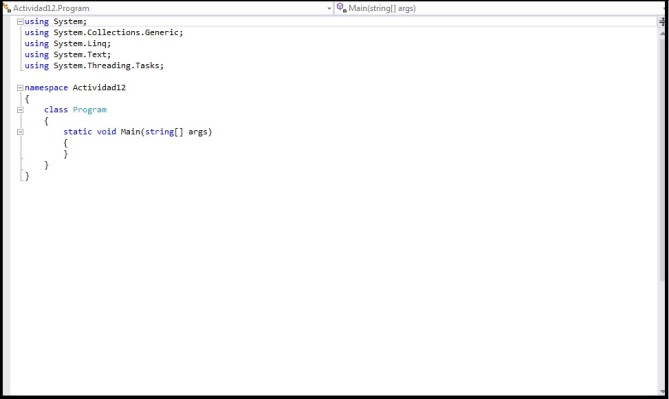 Actividad12.Program
Main(string[] args)
using System;
using System.Collections.Generic;
using System.Linq;
using System.Text;
using System.Threading.Tasks;
namespace Actividad12
{
class Program
{
static void Main(string[] args)
{
}
}
}